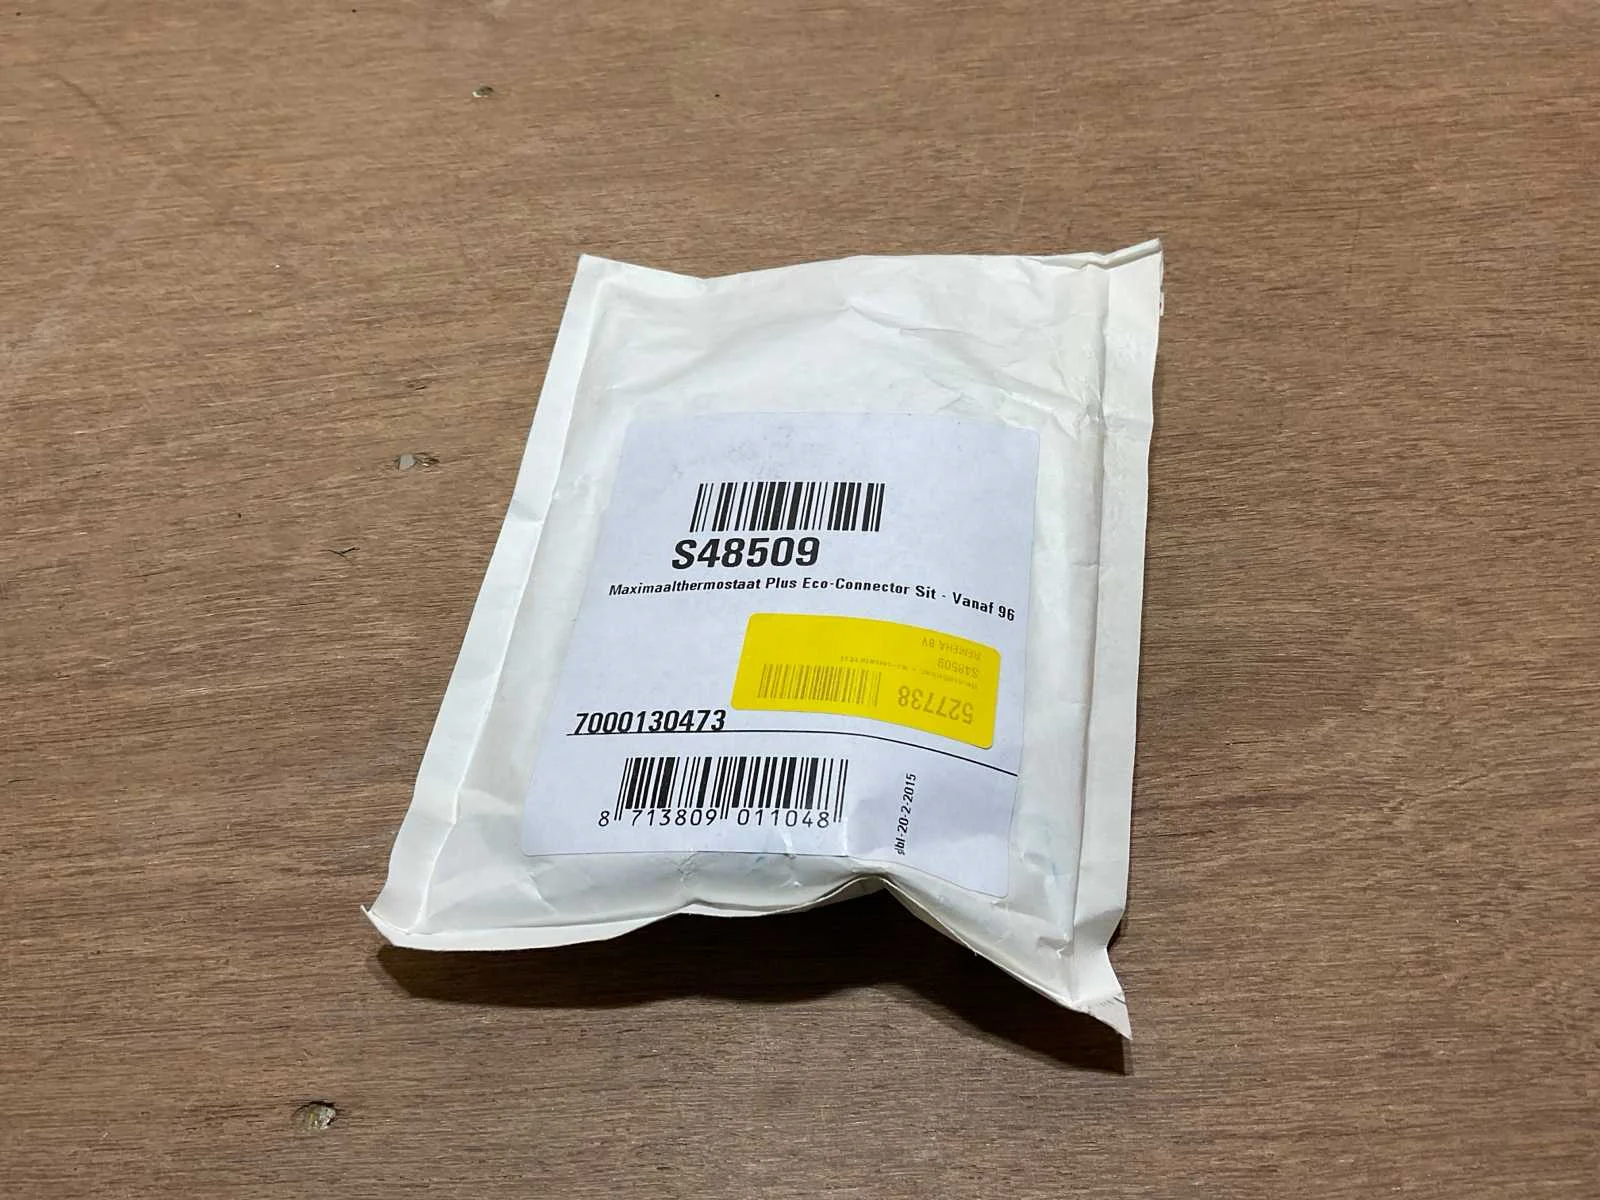 S48509
Maximaalthermostaat Plus Eco-Connector Sit - Vanaf 96
REMEHA BV
S48509
527738
7000130473
8 713809 011048
20-2-2015